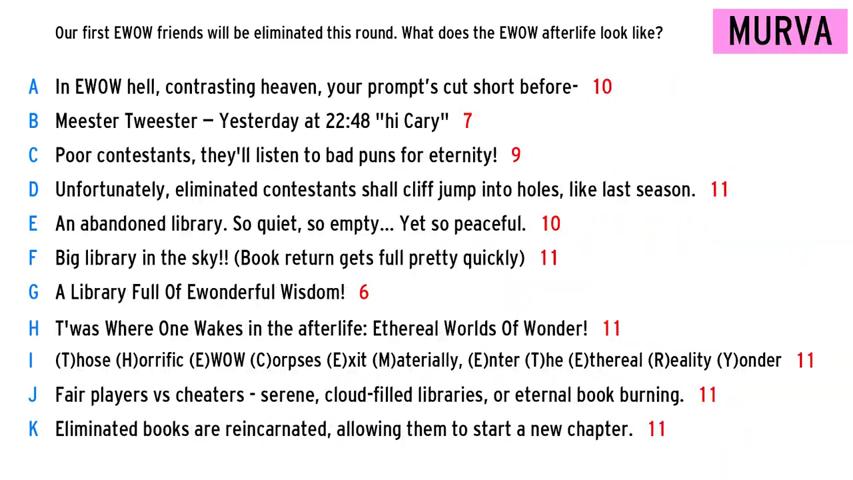 Our first EWOW friends will be eliminated this round. What does the EWOW afterlife look like?
MURVA
A In EWOW hell, contrasting heaven, your prompt's cut short before- 10
B Meester Tweester – Yesterday at 22:48 "hi Cary" 7
C Poor contestants, they'll listen to bad puns for eternity! 9
D Unfortunately, eliminated contestants shall cliff jump into holes, like last season. 11
E An abandoned library. So quiet, so empty... Yet so peaceful. 10
F Big library in the sky!! (Book return gets full pretty quickly) 11
G A Library Full Of Ewonderful Wisdom! 6
H T'was Where One Wakes in the afterlife: Ethereal Worlds Of Wonder! 11
I (T)hose (H)orrific (E)WOW (C)orpses (E)xit (M)aterially, (E)nter (T)he (E)thereal (R)eality (Y)onder 11
J Fair players vs cheaters - serene, cloud-filled libraries, or eternal book burning. 11
K Eliminated books are reincarnated, allowing them to start a new chapter. 11